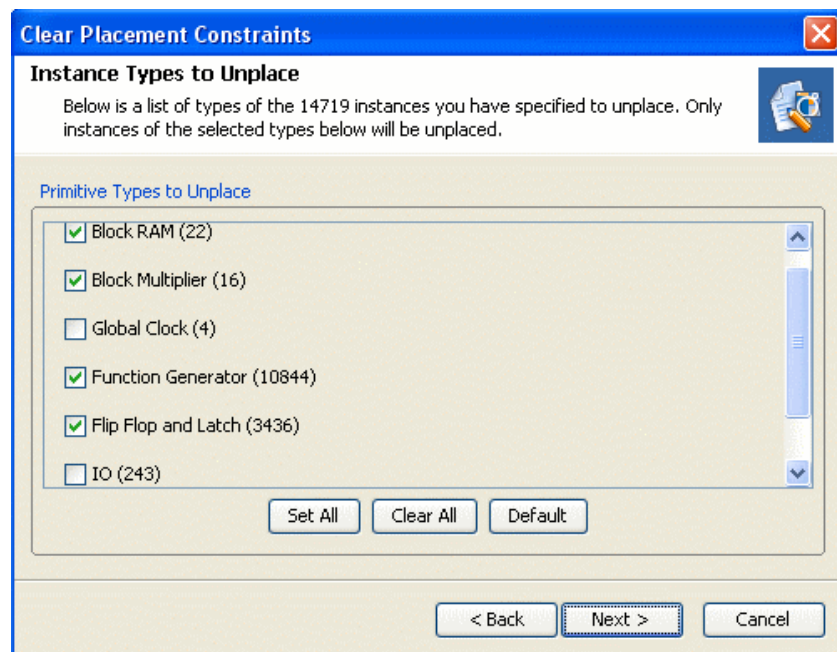 Clear Placement Constraints
Instance Types to Unplace
Below is a list of types of the 14719 instances you have specified to unplace. Only
instances of the selected types below will be unplaced.
Primitive Types to Unplace
Block RAM (22)
Block Multiplier (16)
Global Clock (4)
Function Generator (10844)
Flip Flop and Latch (3436)
IO (243)
Set All Clear All Default
< Back Next > Cancel